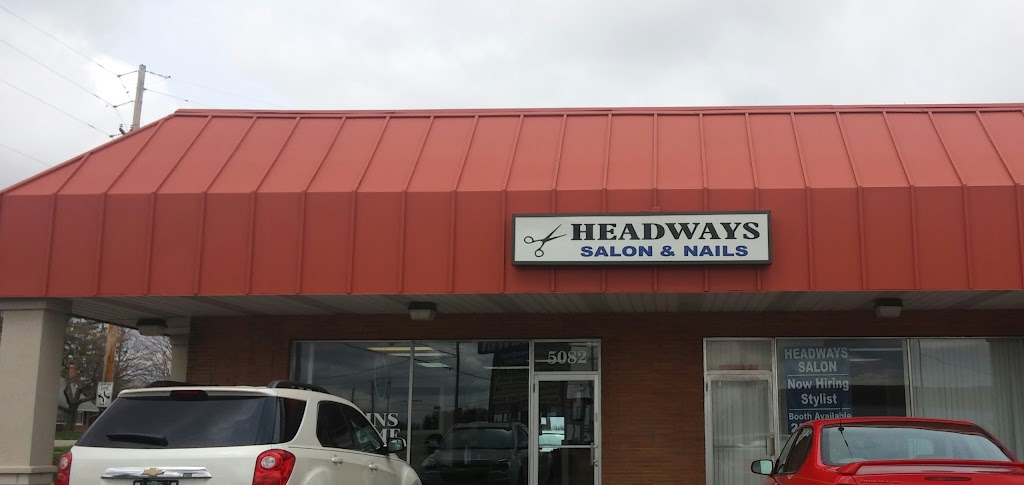 HEADWAYS
SALON & NAILS
5082
HEADWAYS
SALON
Now Hiring
Stylist
Booth Available